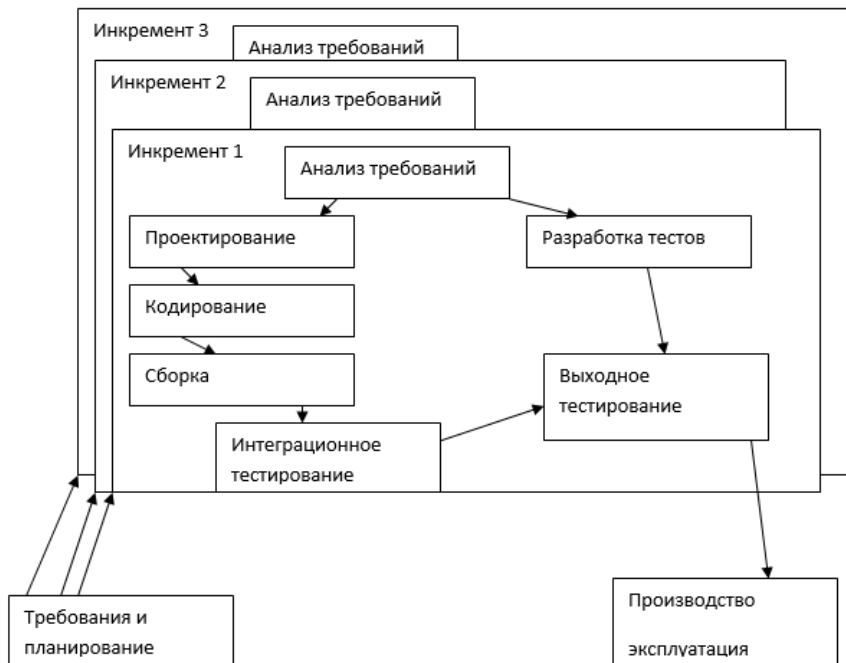 Инкремент 3
Анализ требований
Инкремент 2
Анализ требований
Инкремент 1
Анализ требований
Проектирование
Разработка тестов
Кодирование
Сборка
Выходное
тестирование
Интеграционное
тестирование
Требования и
планирование
Производство
эксплуатация